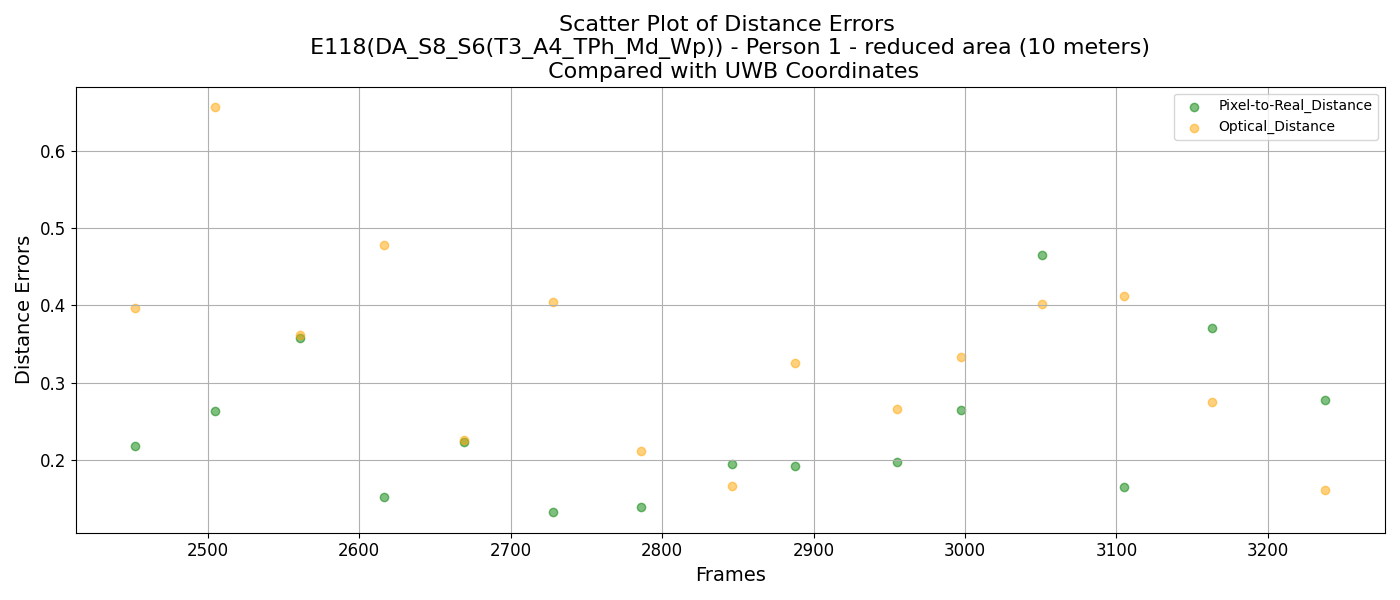 Scatter Plot of Distance Errors
E118(DA_S8_S6(T3_A4_TPh_Md_Wp)) - Person 1 - reduced area (10 meters)
Compared with UWB Coordinates
Pixel-to-Real_Distance
Optical_Distance
Distance Errors
0.6
0.5
0.4
0.3
0.2
2500 2600 2700 2800 2900 3000 3100 3200
Frames